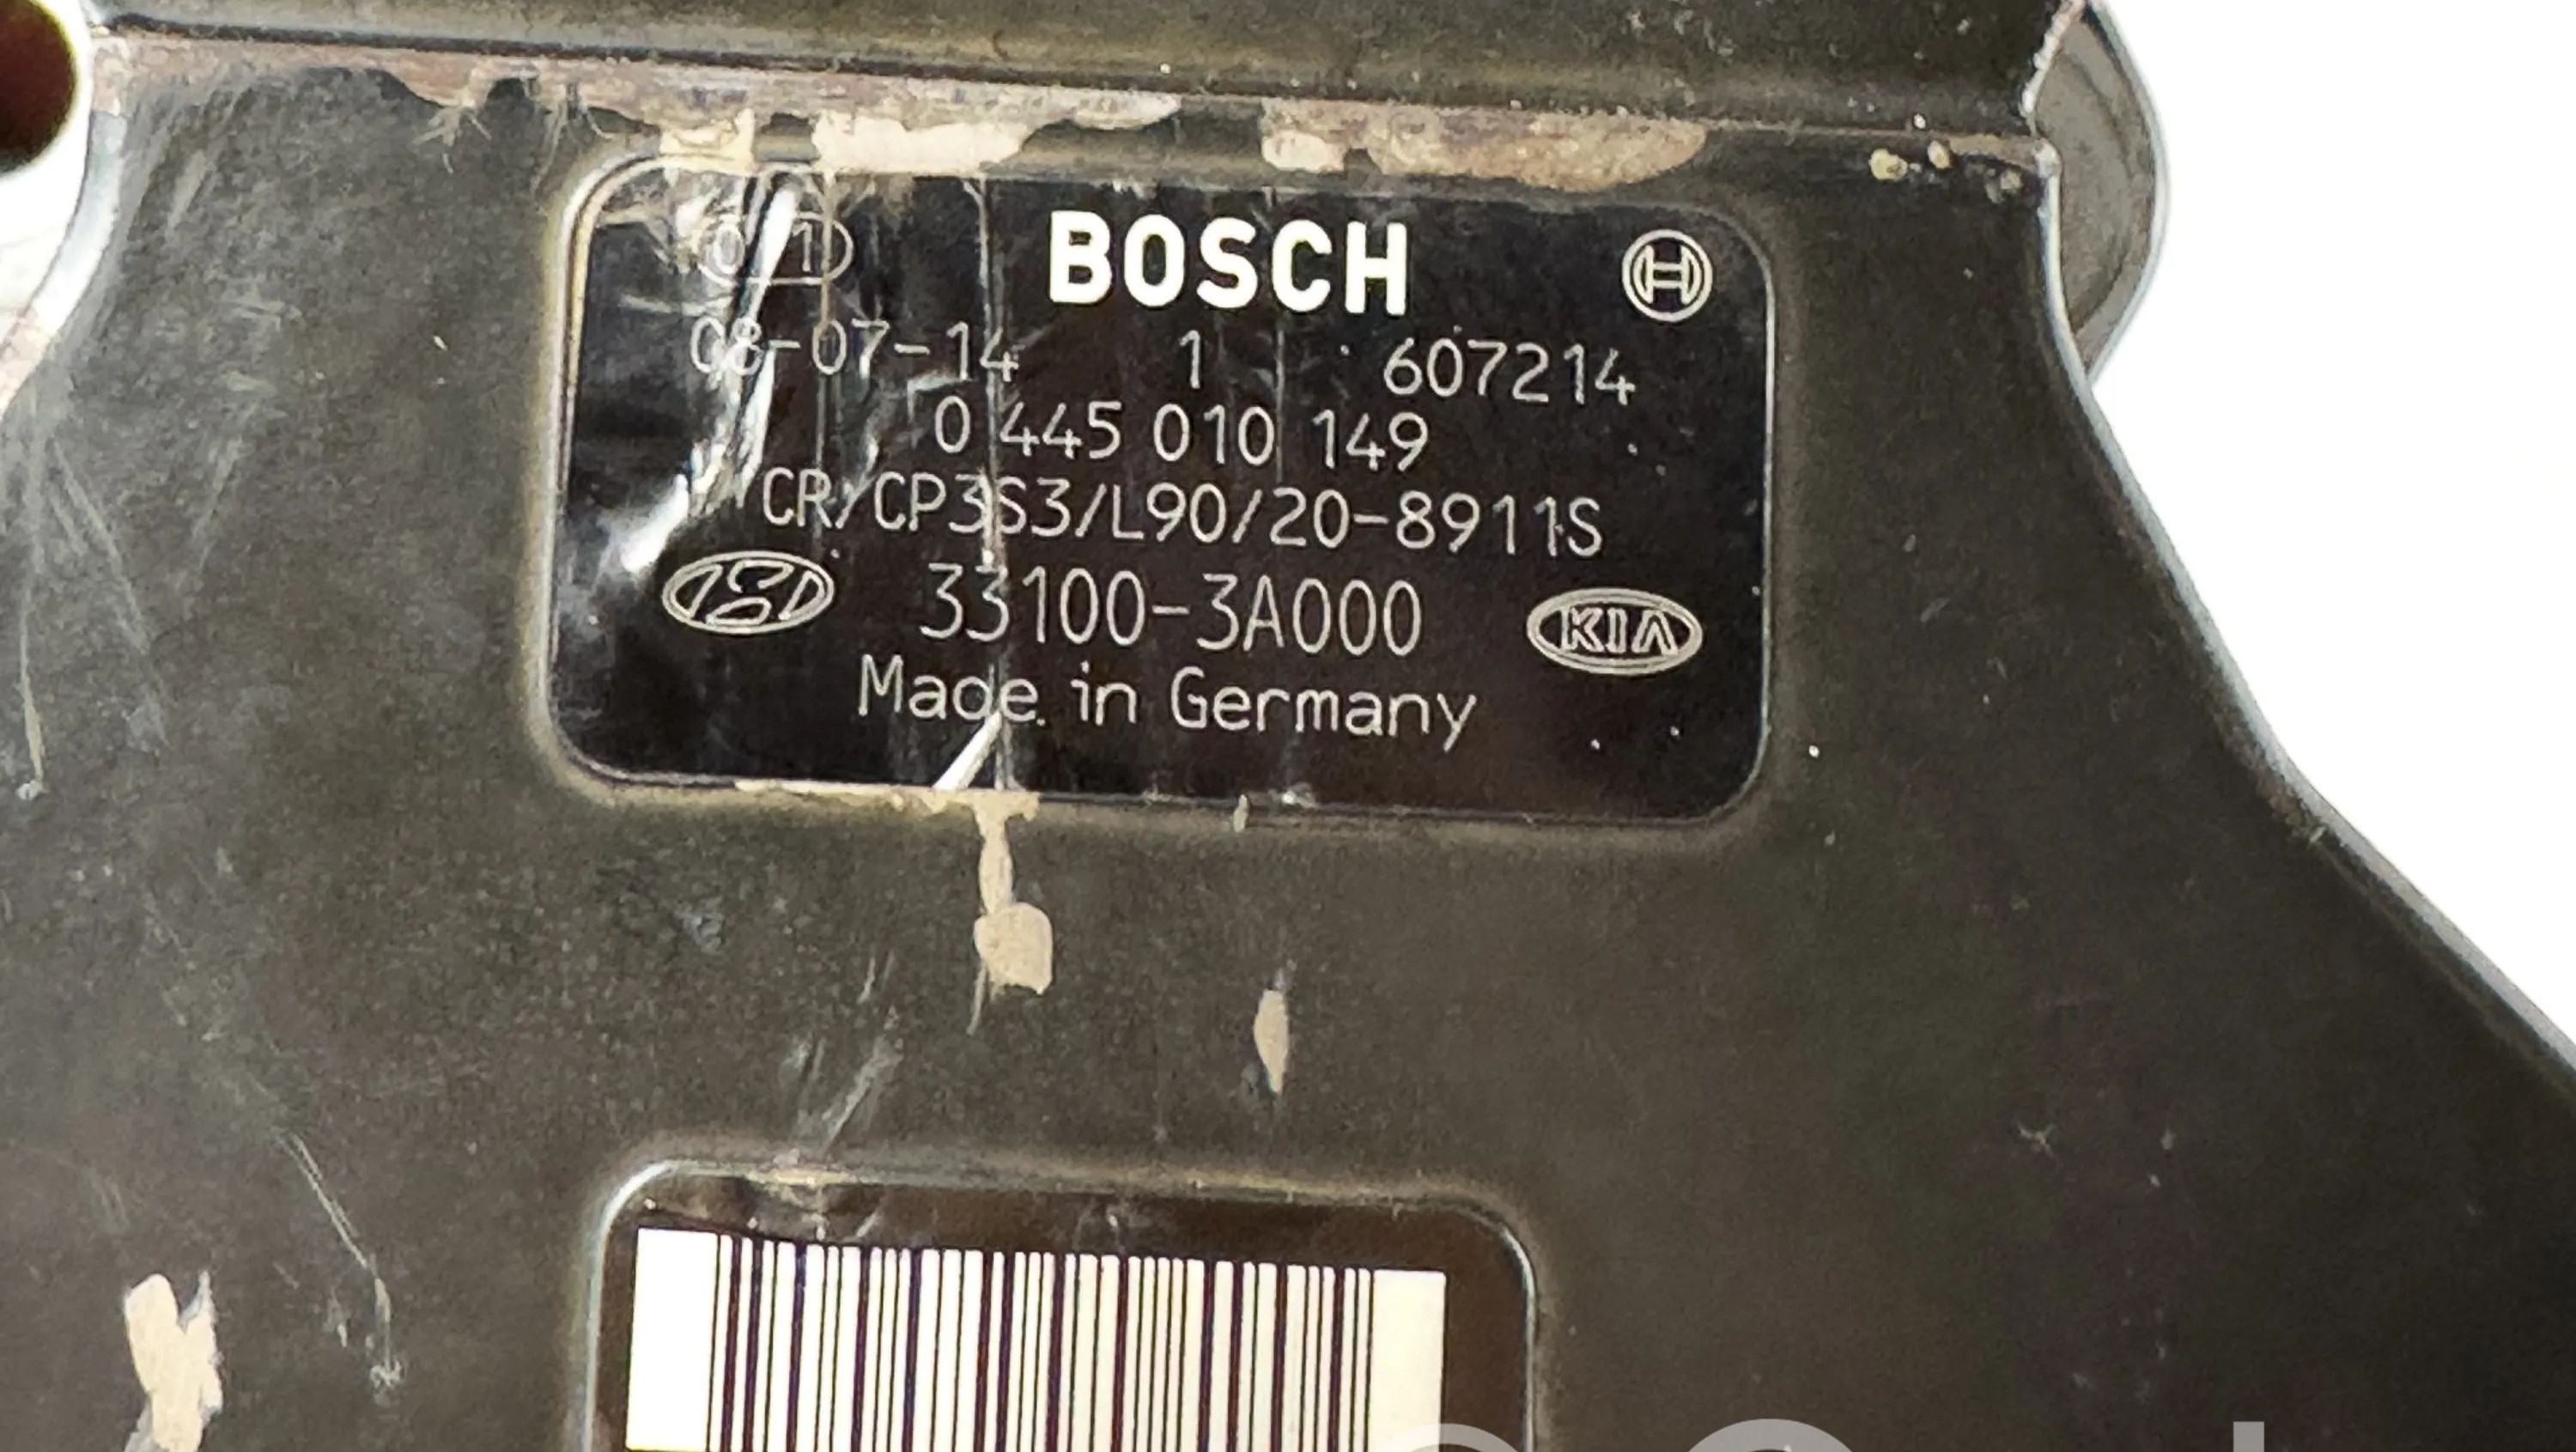 BOSCH
08-07-14 1 607214
0 445 010 149
CR/CP3S3/L90/20-8911S
33100-3A000 KIA
Made in Germany